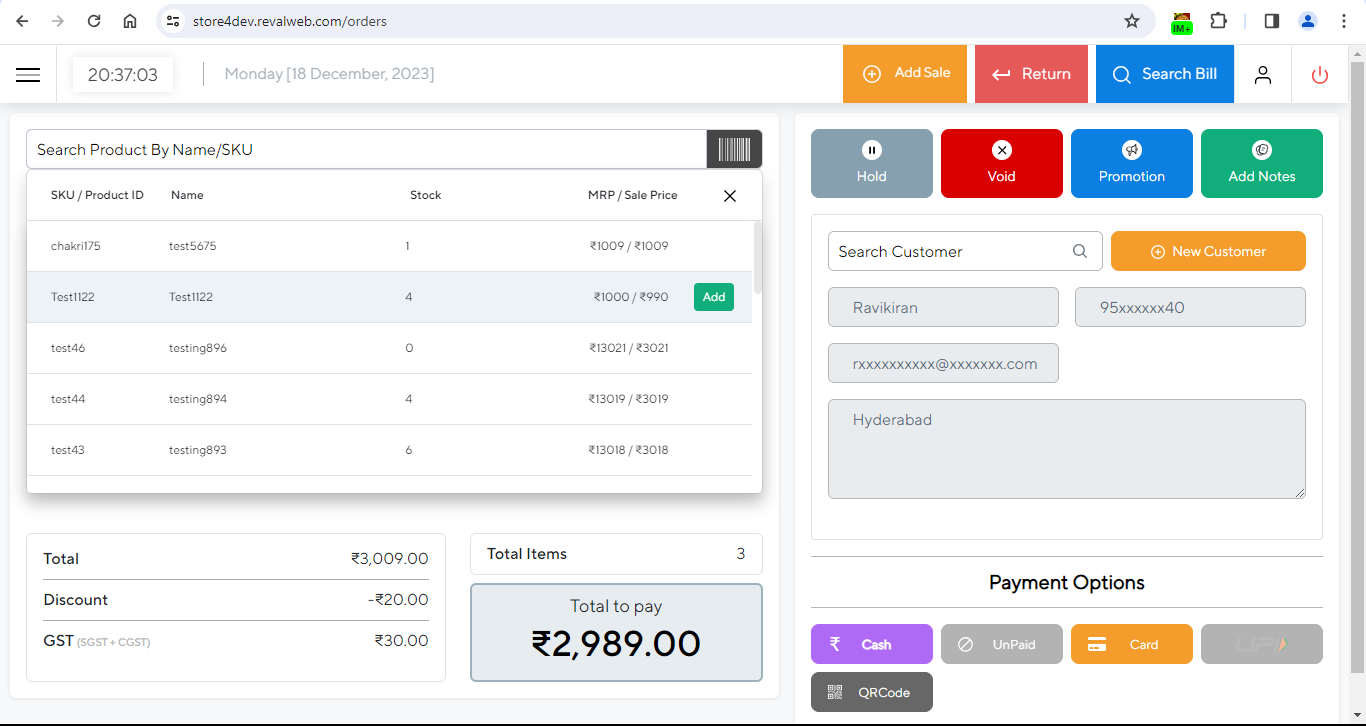 store4dev.revalweb.com/orders
IM+
20:37:03
Monday [18 December, 2023]
Add Sale
Return
Search Bill
Search Product By Name/SKU
SKU / Product ID Name Stock MRP / Sale Price
chakri175 test5675 1 ₹1009 / ₹1009
Test1122 Test1122 4 ₹1000 / ₹990 Add
test46 testing896 0 ₹13021 / ₹3021
test44 testing894 4 ₹13019 / ₹3019
test43 testing893 6 ₹13018 / ₹3018
Total ₹3,009.00
Discount -₹20.00
GST (SGST + CGST) ₹30.00
Total Items 3
Total to pay
₹2,989.00
Hold
Void
Promotion
Add Notes
Search Customer
New Customer
Ravikiran
95xxxxxx40
rxxxxxxxxxx@xxxxxxx.com
Hyderabad
Payment Options
₹ Cash
UnPaid
Card
UPI
QRCode